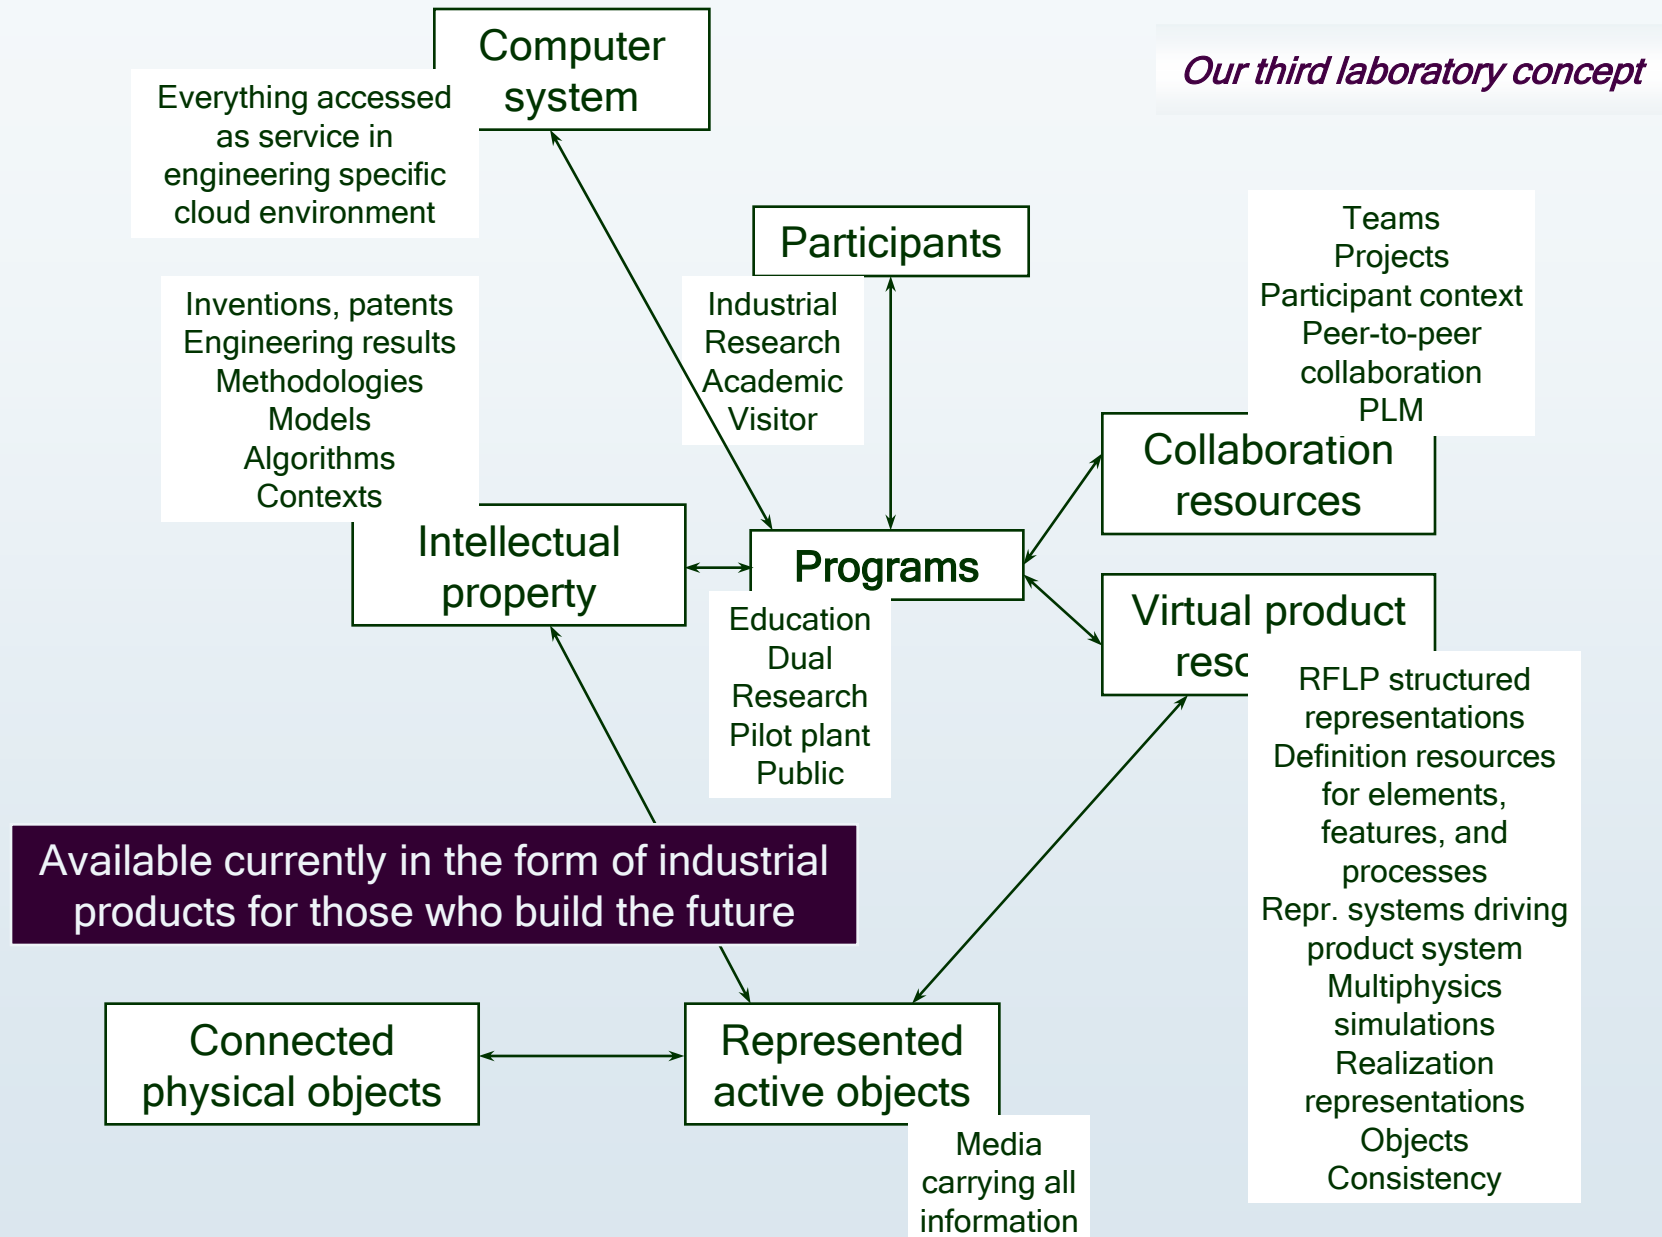 Computer
system
Our third laboratory concept
Everything accessed
as service in
engineering specific
cloud environment
Participants
Industrial
Research
Academic
Visitor
Teams
Projects
Participant context
Peer-to-peer
collaboration
PLM
Collaboration
resources
Inventions, patents
Engineering results
Methodologies
Models
Algorithms
Contexts
Intellectual
property
Programs
Education
Dual
Research
Pilot plant
Public
Virtual product
RFLP structured
representations
Definition resources
for elements,
features, and
processes
Repr. systems driving
product system
Multiphysics
simulations
Realization
representations
Objects
Consistency
Available currently in the form of industrial
products for those who build the future
Connected
physical objects
Represented
active objects
Media
carrying all
information